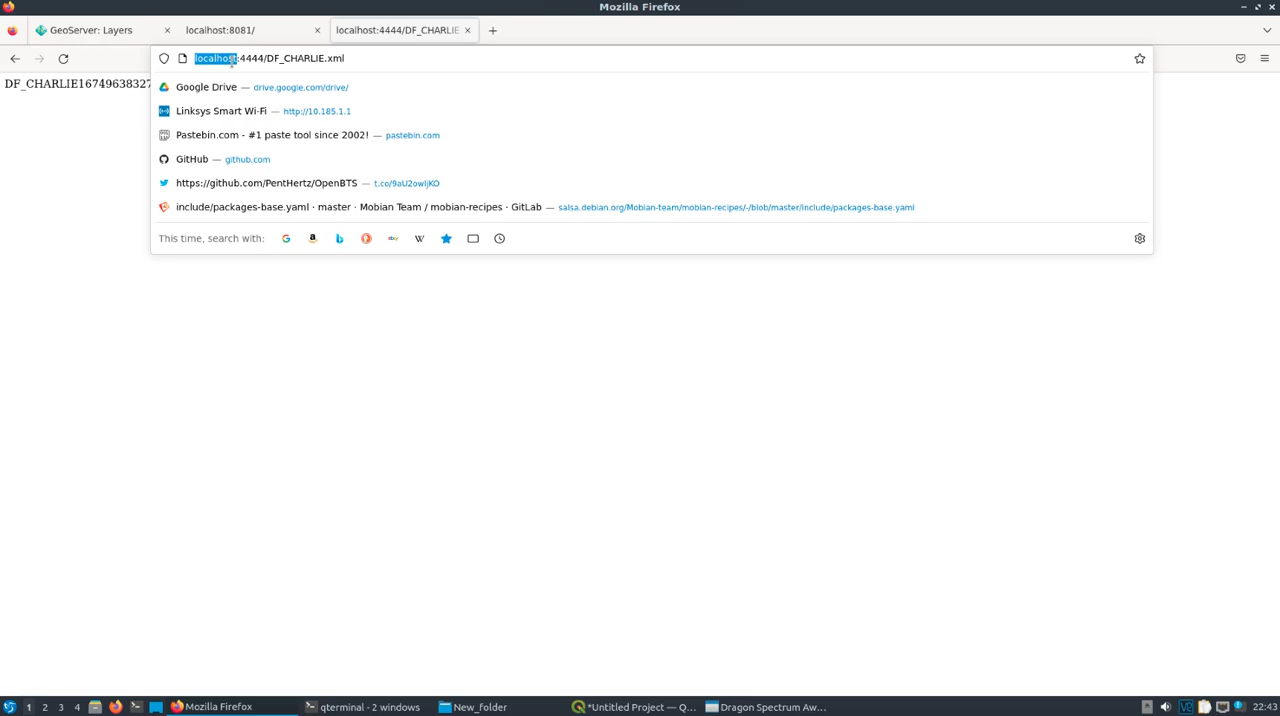 Mozilla Firefox
GeoServer: Layers
localhost:8081/
localhost:4444/DF_CHARLIE
localhost:4444/DF_CHARLIE.xml
DF_CHARLIE16749638327
Google Drive — drive.google.com/drive/
Linksys Smart Wi-Fi — http://10.185.1.1
Pastebin.com - #1 paste tool since 2002! — pastebin.com
GitHub — github.com
https://github.com/PentHertz/OpenBTS — t.co/9aU2owIjKO
include/packages-base.yaml · master · Mobian Team / mobian-recipes · GitLab — salsa.debian.org/Mobian-team/mobian-recipes/-/blob/master/include/packages-base.yaml
This time, search with:
1 2 3 4 Mozilla Firefox qterminal - 2 windows New_folder *Untitled Project — Q... Dragon Spectrum Aw... 22:43